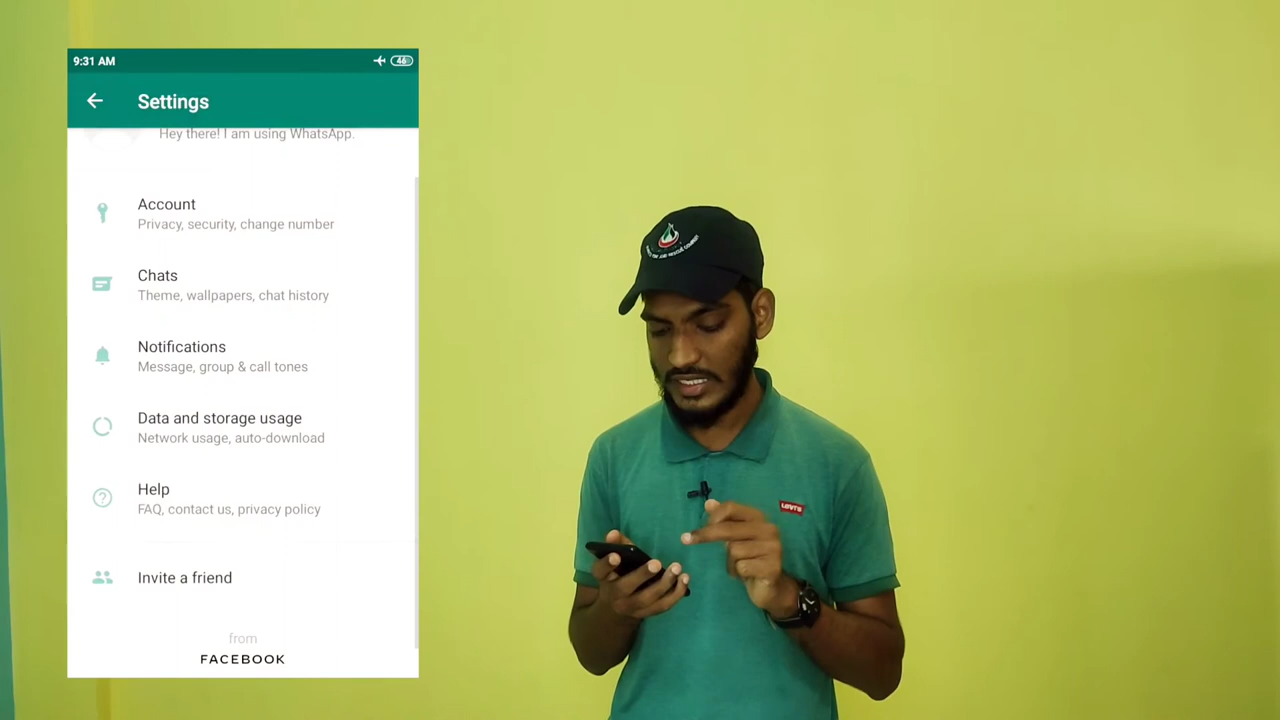 9:31 AM
46
Settings
Hey there! I am using WhatsApp.
Account
Privacy, security, change number
Chats
Theme, wallpapers, chat history
Notifications
Message, group & call tones
Data and storage usage
Network usage, auto-download
Help
FAQ, contact us, privacy policy
Invite a friend
from
FACEBOOK
LEVI'S